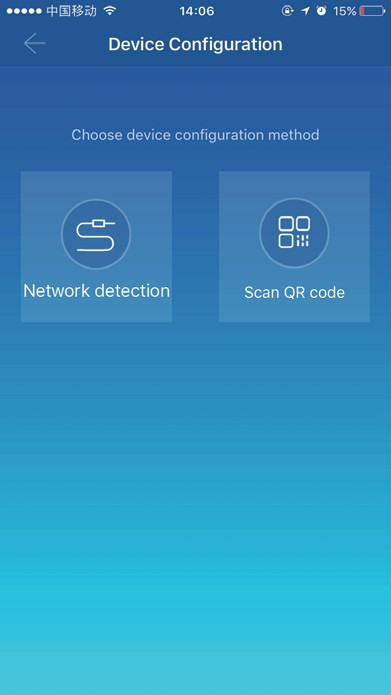 中国移动 14:06 15%
Device Configuration
Choose device configuration method
Network detection
Scan QR code